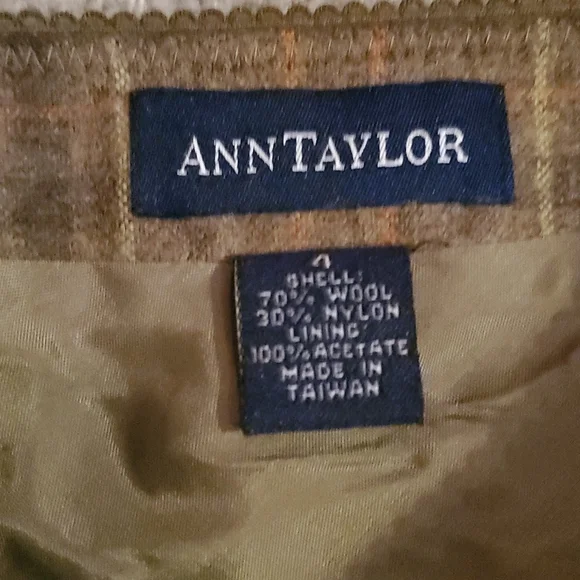 ANNTAYLOR
4
SHELL:
70% WOOL
30% NYLON
LINING:
100% ACETATE
MADE IN
TAIWAN